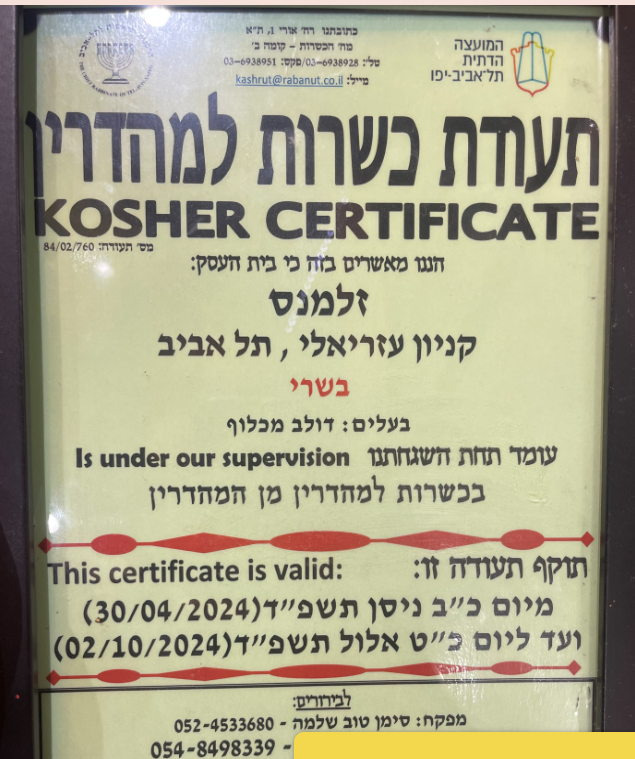 המועצה
הדתית
תל־אביב-יפו
כתובתנו רח' אורי 1, ת"א
מח' הכשרות - קומה ב'
טל': 03-6938928/פקס: 03-6938951
מייל: kashrut@rabanut.co.il
תעודת כשרות למהדרין
KOSHER CERTIFICATE
מס' תעודה: 84/02/760
הננו מאשרים בזה כי בית העסק:
זלמנס
קניון עזריאלי , תל אביב
בשרי
בעלים: דולב מכלוף
עומד תחת השגחתנו Is under our supervision
בכשרות למהדרין מן המהדרין
תוקף תעודה זו: This certificate is valid:
מיום כ"ב ניסן תשפ"ד(30/04/2024)
ועד ליום כ"ט אלול תשפ"ד(02/10/2024)
לבירורים:
מפקח: סימן טוב שלמה - 052-4533680
- 054-8498339